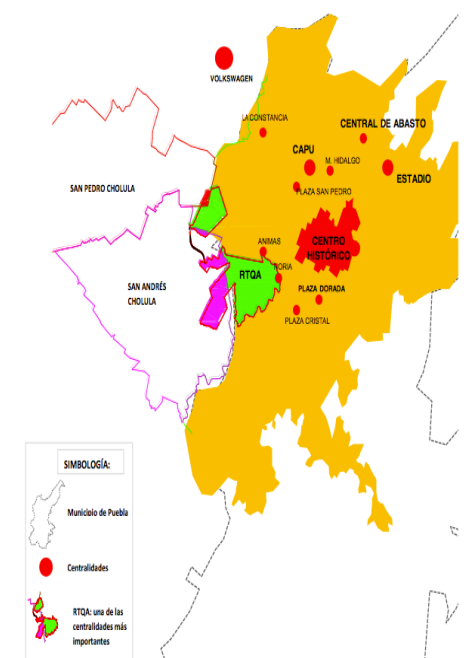 VOLKSWAGEN
LA CONSTANCIA
CENTRAL DE ABASTO
CAPU
M. HIDALGO
ESTADIO
PLAZA SAN PEDRO
SAN PEDRO CHOLULA
ANIMAS
CENTRO
HISTÓRICO
RTQA
NORIA
SAN ANDRÉS
CHOLULA
PLAZA DORADA
PLAZA CRISTAL
SIMBOLOGÍA:
Municipio de Puebla
Centralidades
RTQA: una de las
centralidades más
importantes